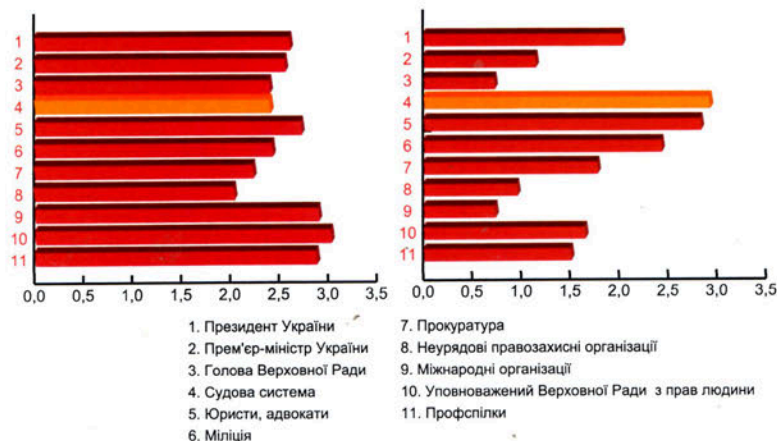 1
2
3
4
5
6
7
8
9
10
11
0,0 0,5 1,0 1,5 2,0 2,5 3,0 3,5
1
2
3
4
5
6
7
8
9
10
11
0,0 0,5 1,0 1,5 2,0 2,5 3,0 3,5
1. Президент України
2. Прем'єр-міністр України
3. Голова Верховної Ради
4. Судова система
5. Юристи, адвокати
6. Міліція
7. Прокуратура
8. Неурядові правозахисні організації
9. Міжнародні організації
10. Уповноважений Верховної Ради з прав людини
11. Профспілки